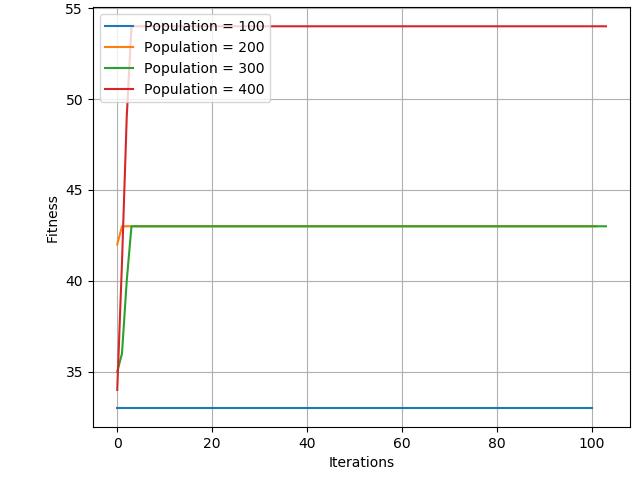 Population = 100
Population = 200
Population = 300
Population = 400
55
50
45
40
35
Fitness
0 20 40 60 80 100
Iterations